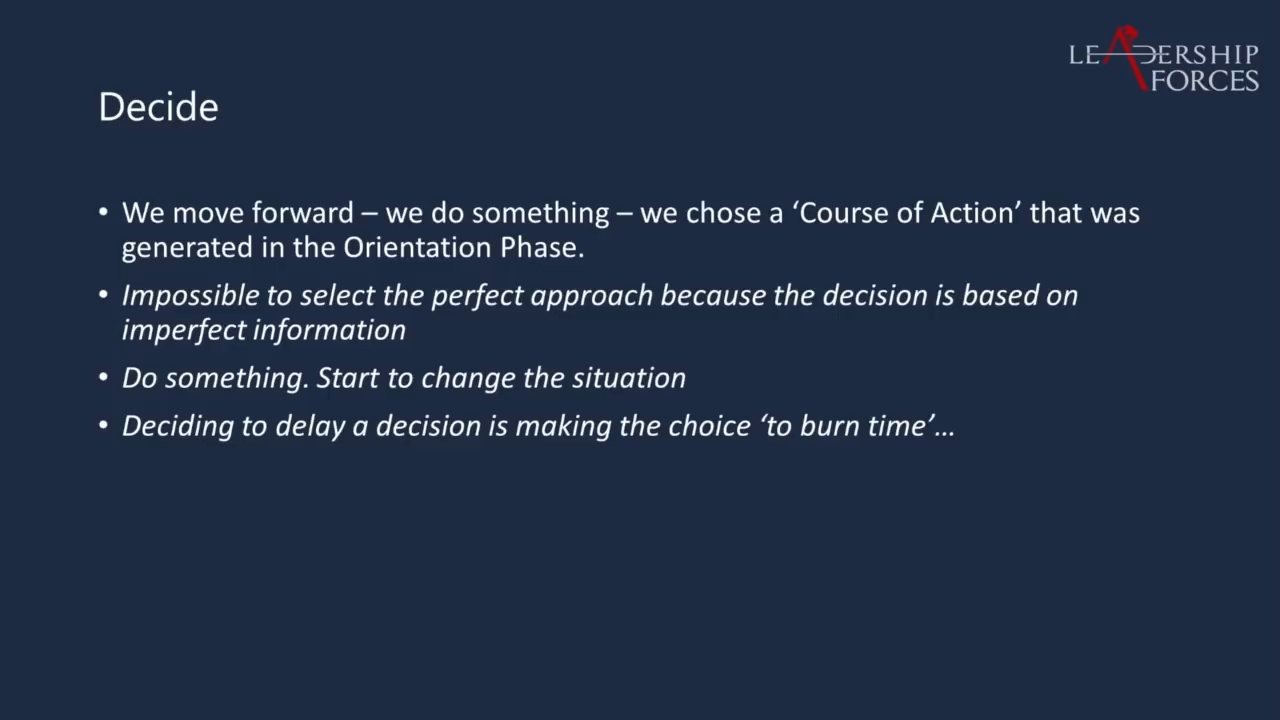 LEADERSHIP
FORCES
Decide
• We move forward – we do something – we chose a ‘Course of Action’ that was
generated in the Orientation Phase.
• Impossible to select the perfect approach because the decision is based on
imperfect information
• Do something. Start to change the situation
• Deciding to delay a decision is making the choice ‘to burn time’…